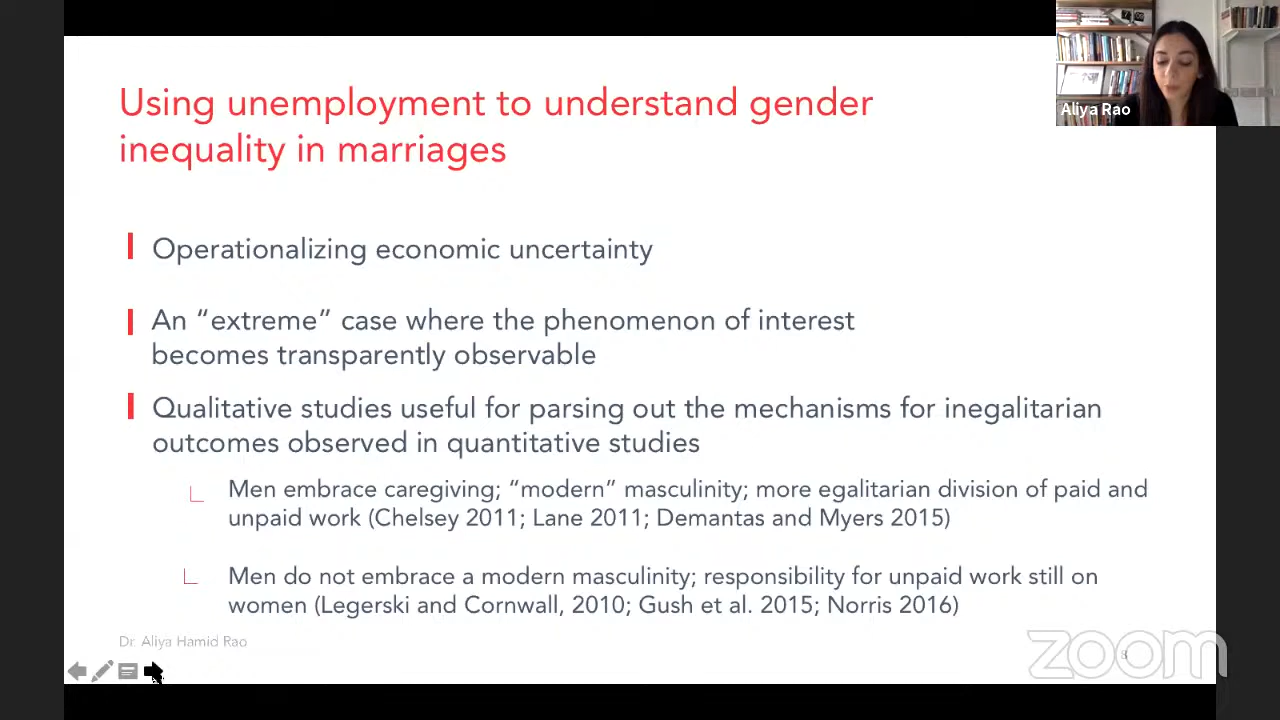 Using unemployment to understand gender
inequality in marriages
Aliya Rao
Operationalizing economic uncertainty
An “extreme” case where the phenomenon of interest
becomes transparently observable
Qualitative studies useful for parsing out the mechanisms for inegalitarian
outcomes observed in quantitative studies
Men embrace caregiving; “modern” masculinity; more egalitarian division of paid and
unpaid work (Chelsey 2011; Lane 2011; Demantas and Myers 2015)
Men do not embrace a modern masculinity; responsibility for unpaid work still on
women (Legerski and Cornwall, 2010; Gush et al. 2015; Norris 2016)
Dr. Aliya Hamid Rao
8
zoom